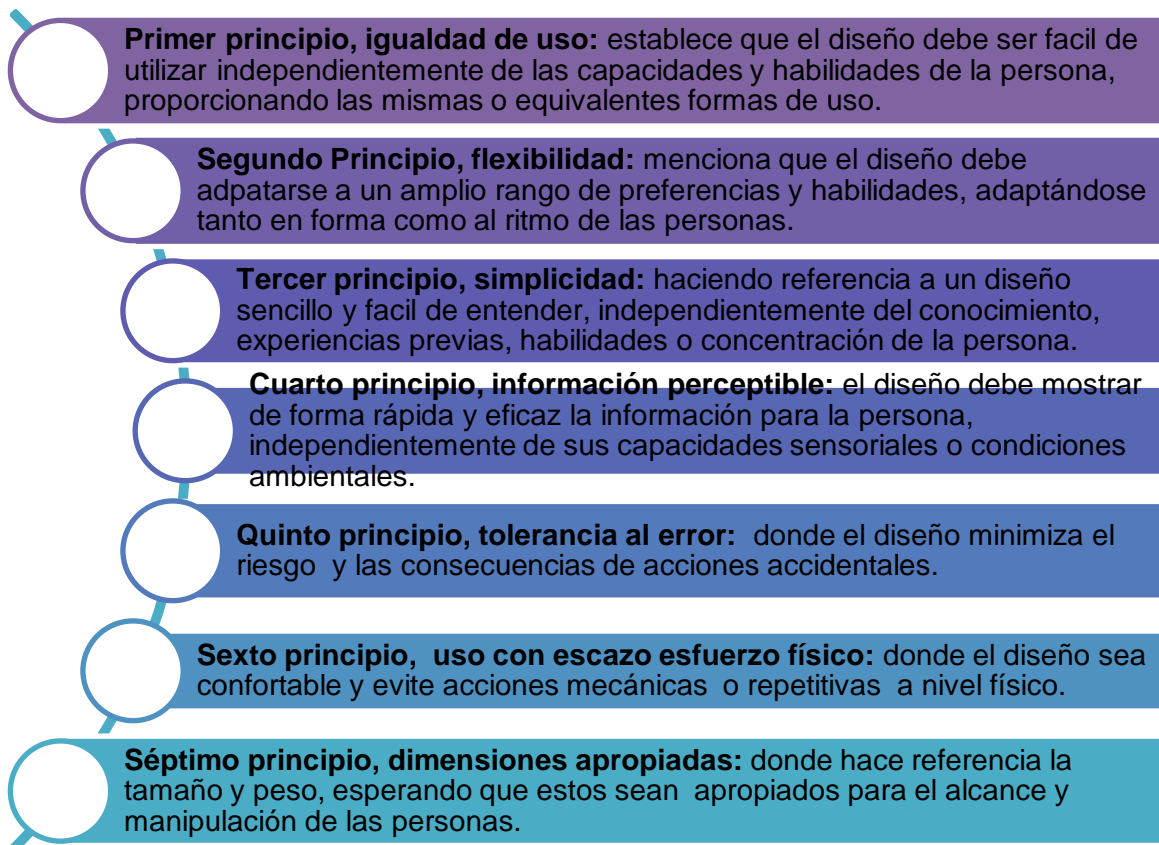 Primer principio, igualdad de uso: establece que el diseño debe ser facil de
utilizar independientemente de las capacidades y habilidades de la persona,
proporcionando las mismas o equivalentes formas de uso.
Segundo Principio, flexibilidad: menciona que el diseño debe
adpatarse a un amplio rango de preferencias y habilidades, adaptándose
tanto en forma como al ritmo de las personas.
Tercer principio, simplicidad: haciendo referencia a un diseño
sencillo y facil de entender, independientemente del conocimiento,
experiencias previas, habilidades o concentración de la persona.
Cuarto principio, información perceptible: el diseño debe mostrar
de forma rápida y eficaz la información para la persona,
independientemente de sus capacidades sensoriales o condiciones
ambientales.
Quinto principio, tolerancia al error: donde el diseño minimiza el
riesgo y las consecuencias de acciones accidentales.
Sexto principio, uso con escazo esfuerzo físico: donde el diseño sea
confortable y evite acciones mecánicas o repetitivas a nivel físico.
Séptimo principio, dimensiones apropiadas: donde hace referencia la
tamaño y peso, esperando que estos sean apropiados para el alcance y
manipulación de las personas.